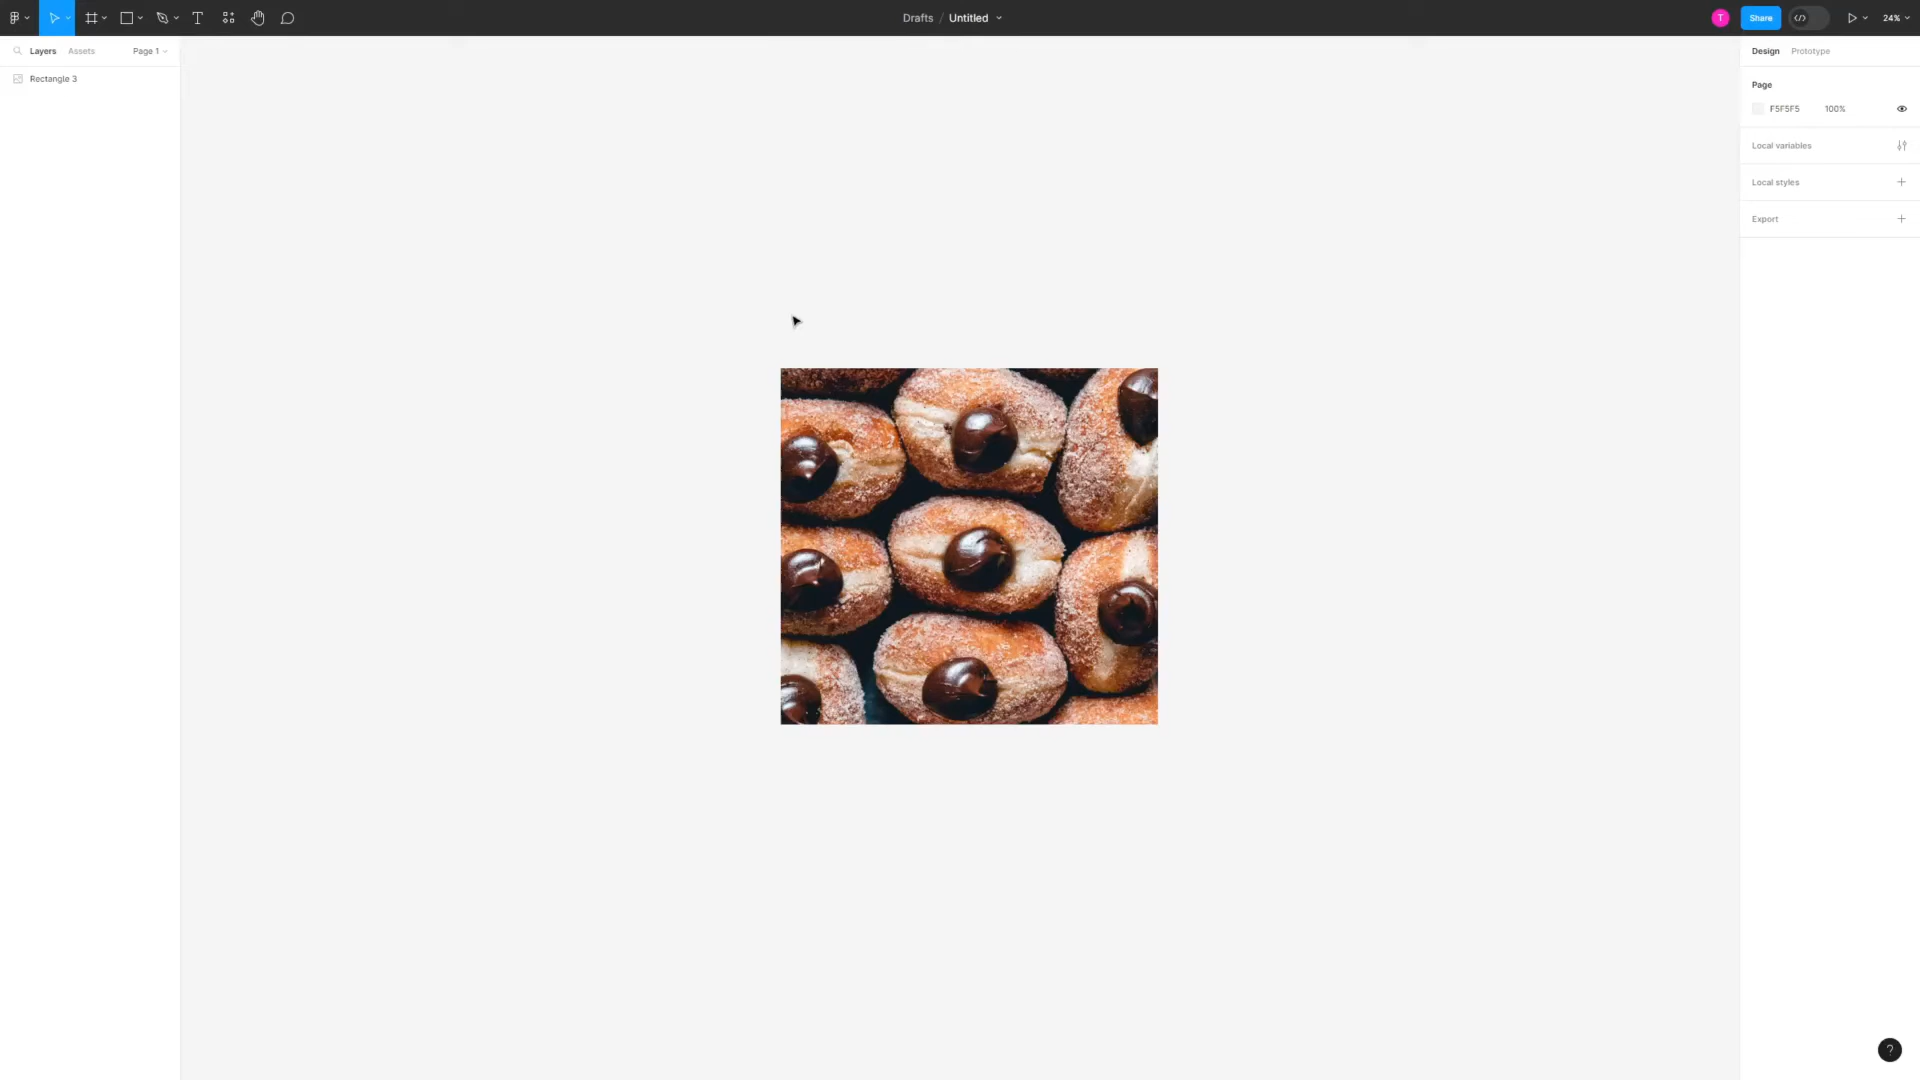 Drafts / Untitled
T
Share
24%
Layers
Assets
Page 1
Rectangle 3
Design
Prototype
Page
F5F5F5
100%
Local variables
Local styles
Export
?